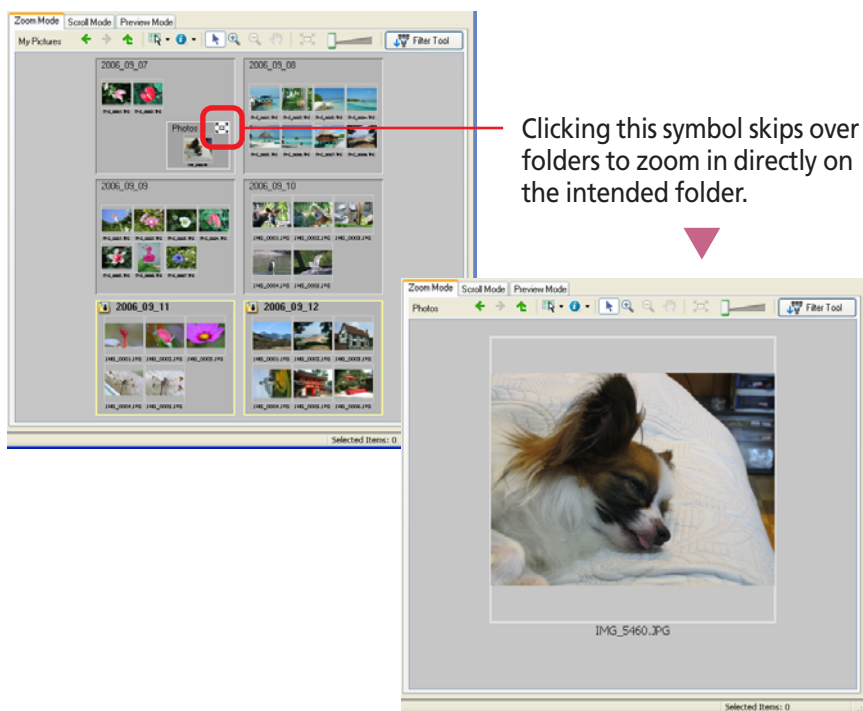 Zoom Mode Scroll Mode Preview Mode
My Pictures Filter Tool
2006_09_07 2006_09_08
Photos
2006_09_09 2006_09_10
IMG_0001.JPG IMG_0002.JPG IMG_0003.JPG
IMG_0004.JPG IMG_0005.JPG
2006_09_11 2006_09_12
IMG_0001.JPG IMG_0002.JPG IMG_0003.JPG IMG_0001.JPG IMG_0002.JPG IMG_0003.JPG
IMG_0004.JPG IMG_0005.JPG IMG_0004.JPG IMG_0005.JPG IMG_0006.JPG
Selected Items: 0
Clicking this symbol skips over
folders to zoom in directly on
the intended folder.
Zoom Mode Scroll Mode Preview Mode
Photos Filter Tool
IMG_5460.JPG
Selected Items: 0